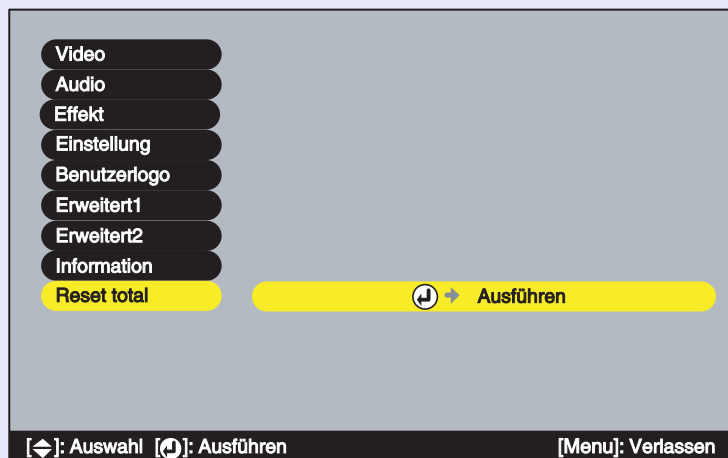 Video
Audio
Effekt
Einstellung
Benutzerlogo
Erweitert1
Erweitert2
Information
Reset total
Ausführen
[]: Auswahl []: Ausführen
[Menu]: Verlassen